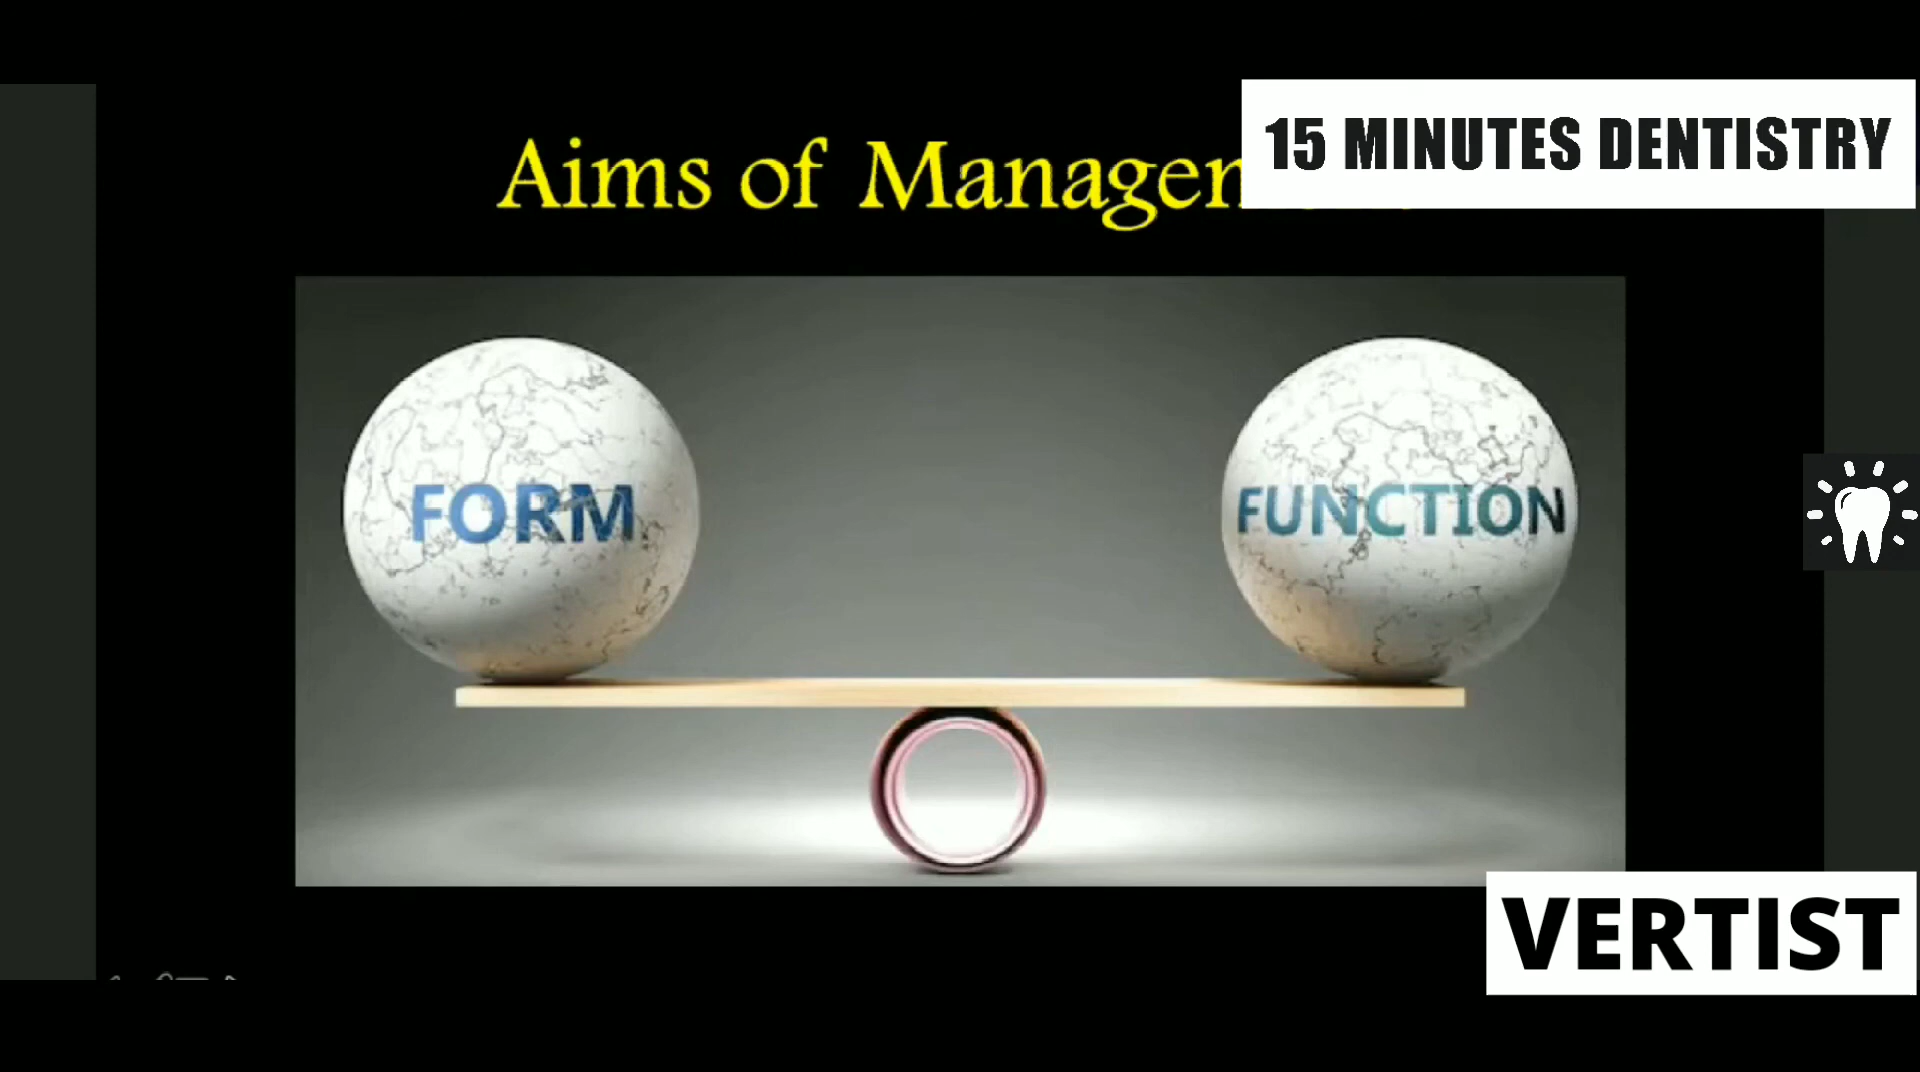 Aims of Managem
15 MINUTES DENTISTRY
FORM
FUNCTION
VERTIST